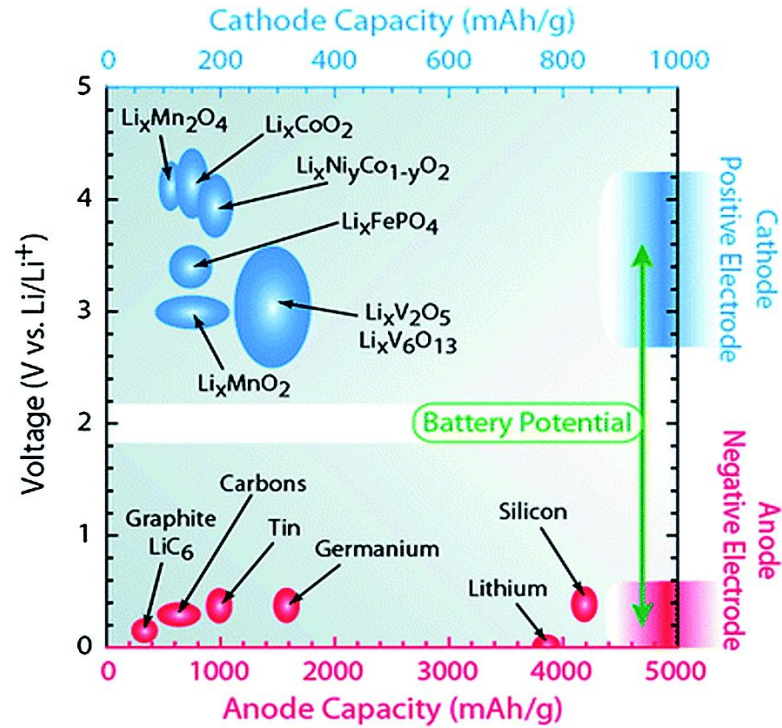 Cathode Capacity (mAh/g)
0 200 400 600 800 1000
5
4
3
2
1
0
Voltage (V vs. Li/Li⁺)
LiₓMn₂O₄
LiₓCoO₂
LiₓNiᵧCo₁₋ᵧO₂
LiₓFePO₄
LiₓV₂O₅
LiₓV₆O₁₃
LiₓMnO₂
Battery Potential
Carbons
Graphite
LiC₆
Tin
Germanium
Silicon
Lithium
Cathode
Positive Electrode
Anode
Negative Electrode
0 1000 2000 3000 4000 5000
Anode Capacity (mAh/g)